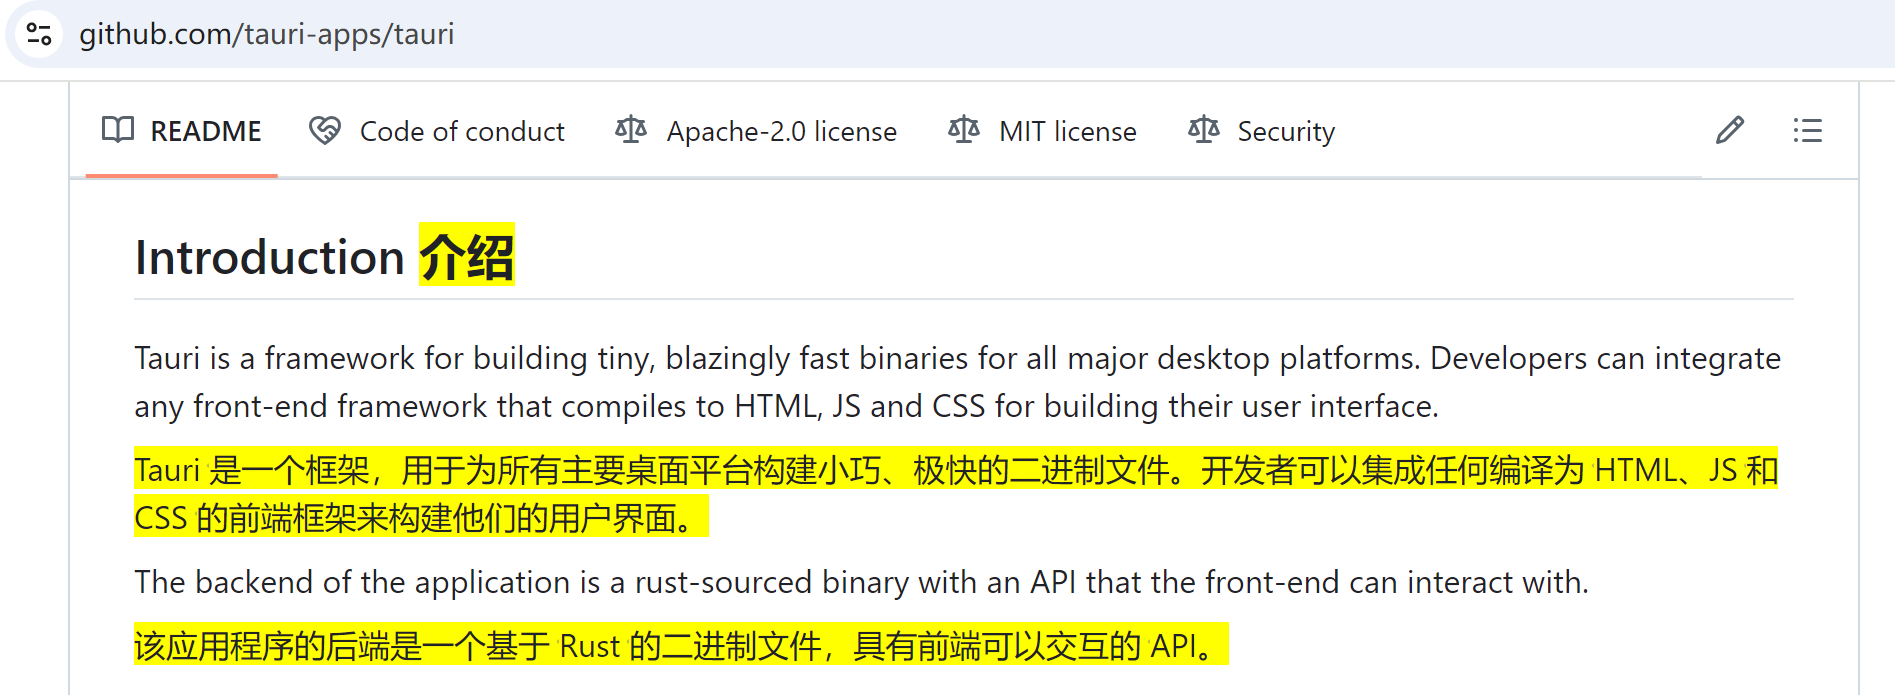 github.com/tauri-apps/tauri
README Code of conduct Apache-2.0 license MIT license Security
Introduction 介绍
Tauri is a framework for building tiny, blazingly fast binaries for all major desktop platforms. Developers can integrate
any front-end framework that compiles to HTML, JS and CSS for building their user interface.
Tauri 是一个框架，用于为所有主要桌面平台构建小巧、极快的二进制文件。开发者可以集成任何编译为 HTML、JS 和
CSS 的前端框架来构建他们的用户界面。
The backend of the application is a rust-sourced binary with an API that the front-end can interact with.
该应用程序的后端是一个基于 Rust 的二进制文件，具有前端可以交互的 API。